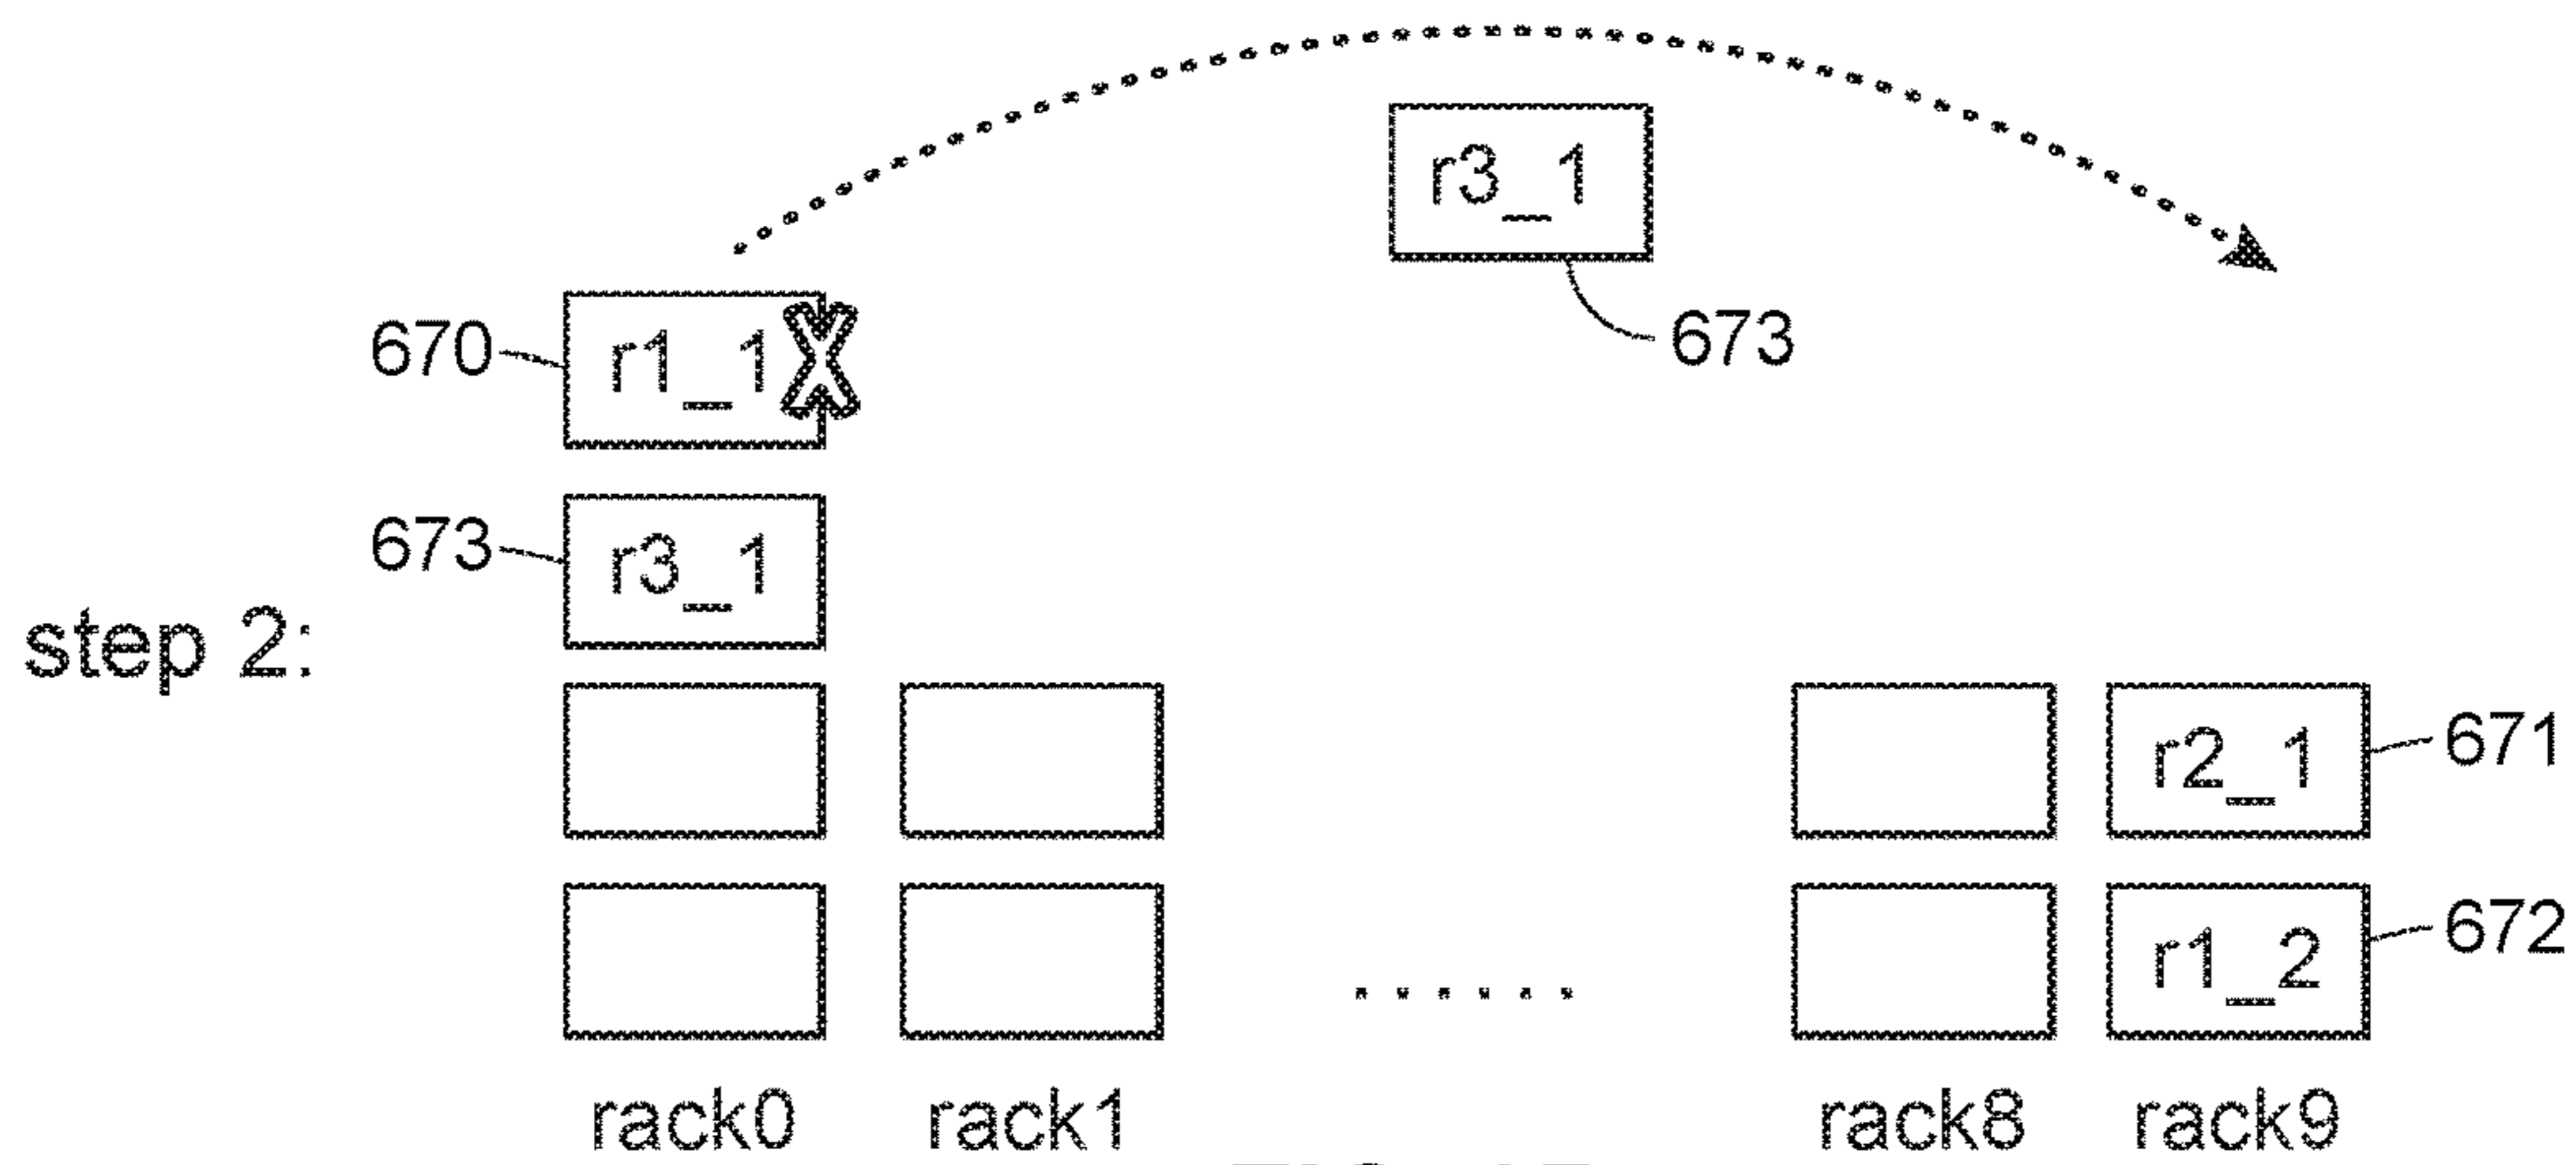 r3_1
673
670 r1_1 X
673 r3_1
step 2:
r2_1 671
r1_2 672
rack0 rack1 rack8 rack9